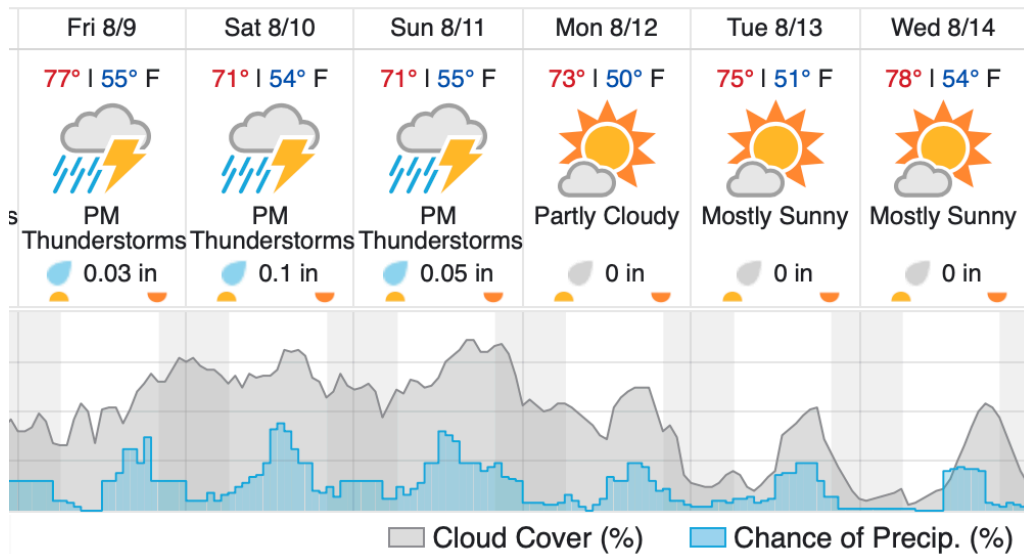 Fri 8/9 Sat 8/10 Sun 8/11 Mon 8/12 Tue 8/13 Wed 8/14
77° | 55° F 71° | 54° F 71° | 55° F 73° | 50° F 75° | 51° F 78° | 54° F
s PM PM PM Partly Cloudy Mostly Sunny Mostly Sunny
Thunderstorms Thunderstorms Thunderstorms
0.03 in 0.1 in 0.05 in 0 in 0 in 0 in
Cloud Cover (%) Chance of Precip. (%)